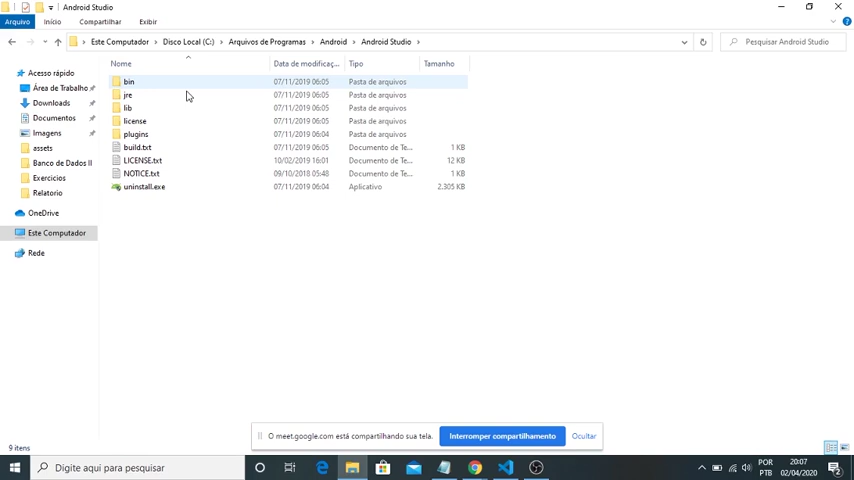 Android Studio
Arquivo Início Compartilhar Exibir
Este Computador Disco Local (C:) Arquivos de Programas Android Android Studio Pesquisar Android Studio
Nome Data de modificaç... Tipo Tamanho
Acesso rápido
Área de Trabalho
Downloads
Documentos
Imagens
assets
Banco de Dados II
Exercicios
Relatorio
OneDrive
Este Computador
Rede
bin 07/11/2019 06:05 Pasta de arquivos
jre 07/11/2019 06:05 Pasta de arquivos
lib 07/11/2019 06:05 Pasta de arquivos
license 07/11/2019 06:05 Pasta de arquivos
plugins 07/11/2019 06:04 Pasta de arquivos
build.txt 07/11/2019 06:05 Documento de Te... 1 KB
LICENSE.txt 10/02/2019 16:01 Documento de Te... 12 KB
NOTICE.txt 09/10/2018 05:48 Documento de Te... 1 KB
uninstall.exe 07/11/2019 06:04 Aplicativo 2.305 KB
O meet.google.com está compartilhando sua tela. Interromper compartilhamento Ocultar
9 itens
Digite aqui para pesquisar
POR
PTB
20:07
02/04/2020
2